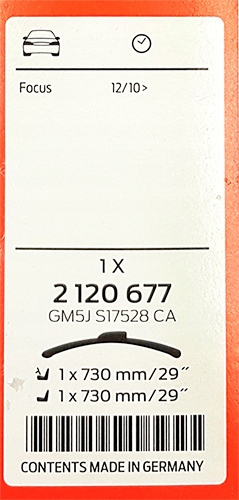 Focus 12/10>
1 X
2 120 677
GM5J S17528 CA
1 x 730 mm/29″
1 x 730 mm/29″
CONTENTS MADE IN GERMANY